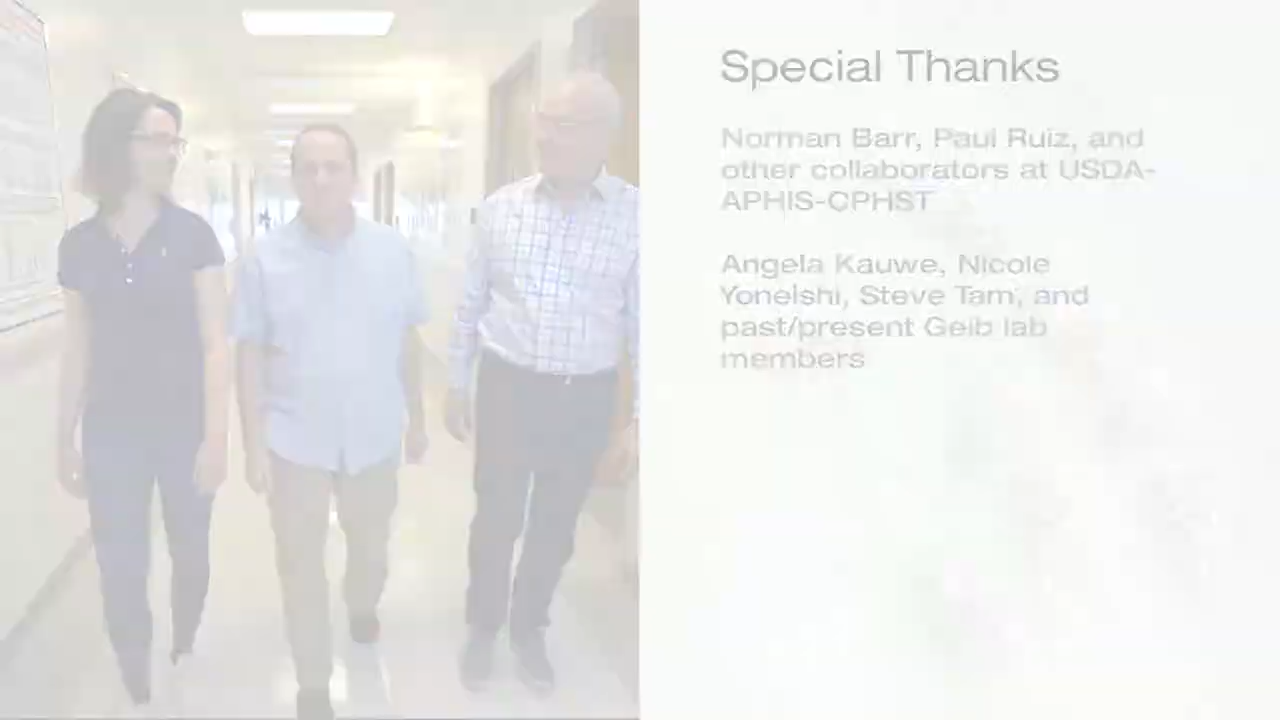 Special Thanks
Norman Barr, Paul Ruiz, and
other collaborators at USDA-
APHIS-CPHST
Angela Kauwe, Nicole
Yoneishi, Steve Tam, and
past/present Geib lab
members